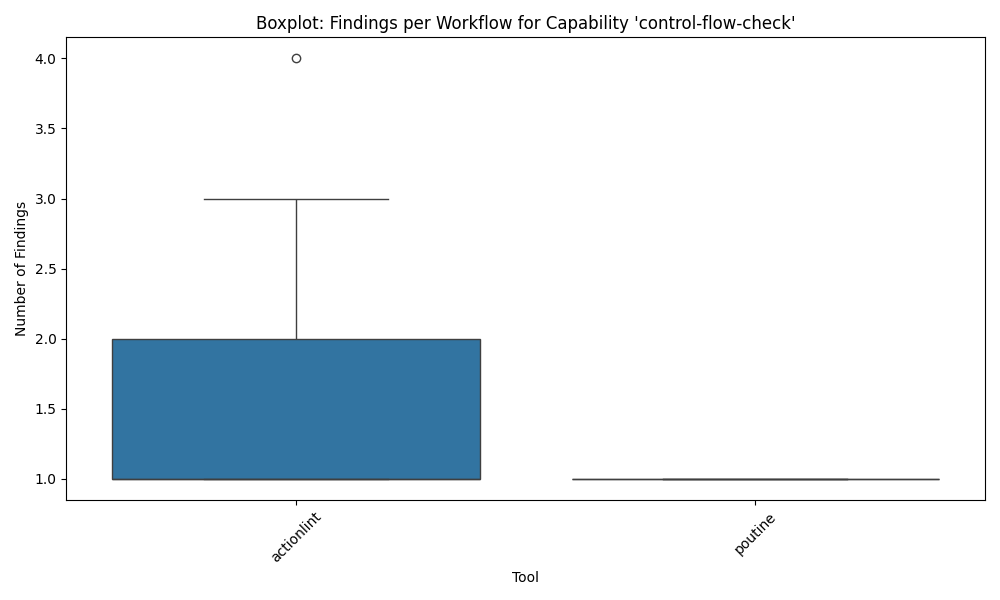 Boxplot: Findings per Workflow for Capability 'control-flow-check'
4.0
3.5
3.0
2.5
2.0
1.5
1.0
Number of Findings
actionlint
poutine
Tool